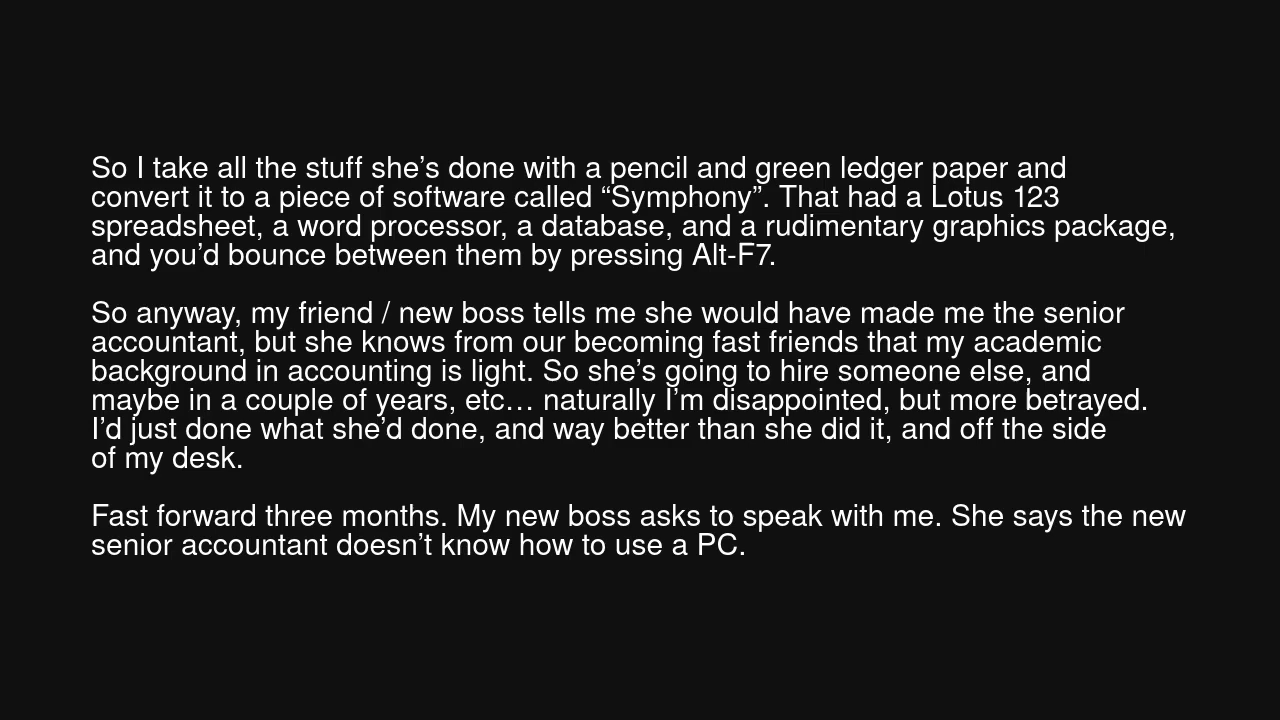 So I take all the stuff she’s done with a pencil and green ledger paper and
convert it to a piece of software called “Symphony”. That had a Lotus 123
spreadsheet, a word processor, a database, and a rudimentary graphics package,
and you’d bounce between them by pressing Alt-F7.
So anyway, my friend / new boss tells me she would have made me the senior
accountant, but she knows from our becoming fast friends that my academic
background in accounting is light. So she’s going to hire someone else, and
maybe in a couple of years, etc… naturally I’m disappointed, but more betrayed.
I’d just done what she’d done, and way better than she did it, and off the side
of my desk.
Fast forward three months. My new boss asks to speak with me. She says the new
senior accountant doesn’t know how to use a PC.